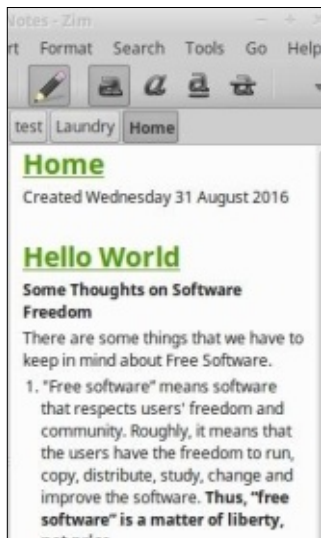 Notes - Zim
rt Format Search Tools Go Help
a a a a
test Laundry Home
Home
Created Wednesday 31 August 2016
Hello World
Some Thoughts on Software
Freedom
There are some things that we have to
keep in mind about Free Software.
1. "Free software" means software
that respects users' freedom and
community. Roughly, it means that
the users have the freedom to run,
copy, distribute, study, change and
improve the software. Thus, "free
software" is a matter of liberty,